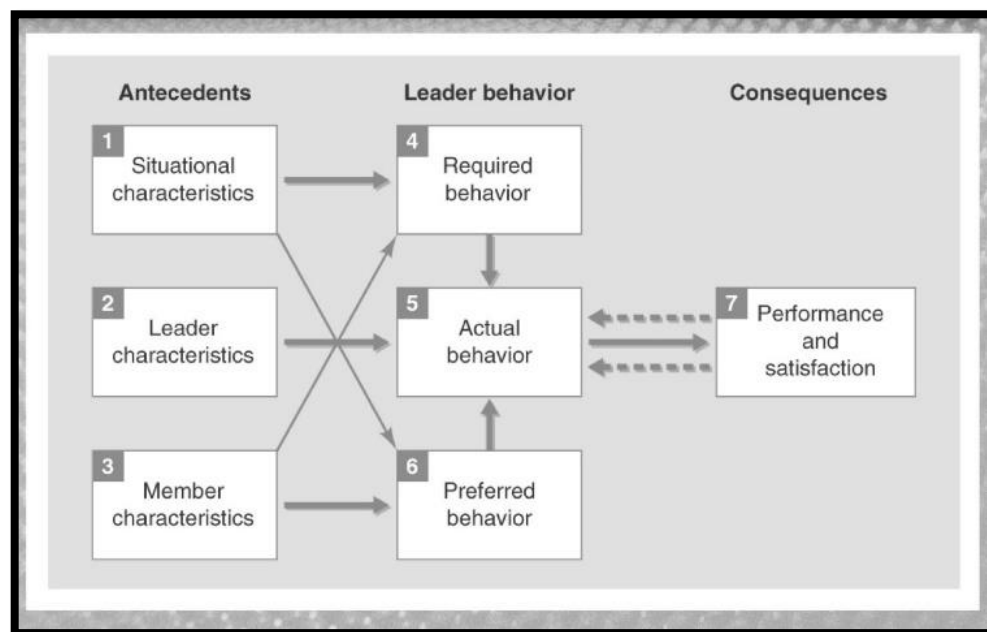 Antecedents
Leader behavior
Consequences
1
Situational
characteristics
4
Required
behavior
2
Leader
characteristics
5
Actual
behavior
7
Performance
and
satisfaction
3
Member
characteristics
6
Preferred
behavior